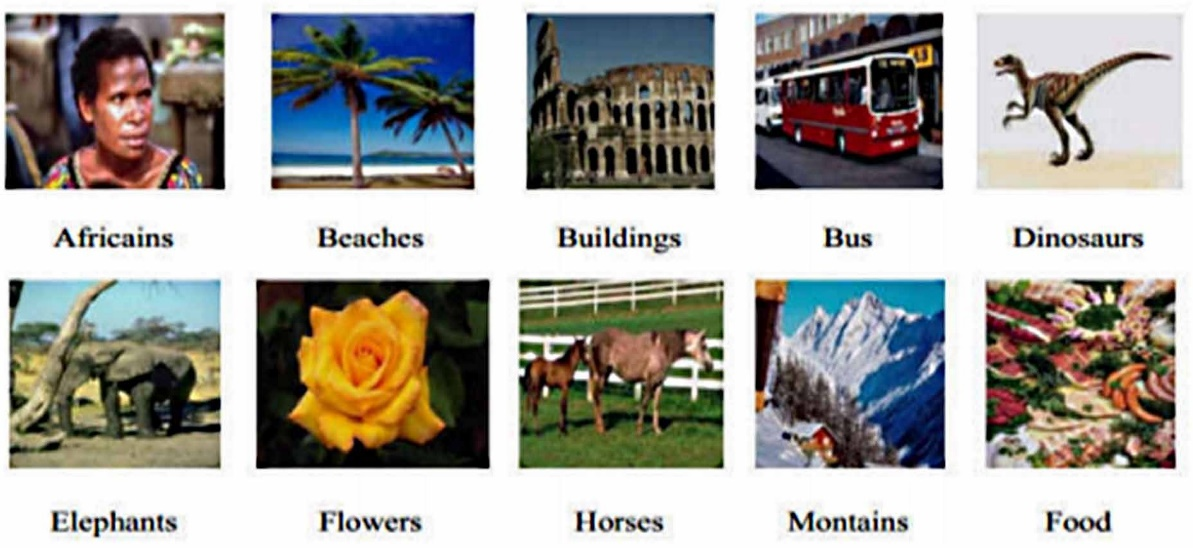 Africains
Beaches
Buildings
Bus
Dinosaurs
Elephants
Flowers
Horses
Montains
Food